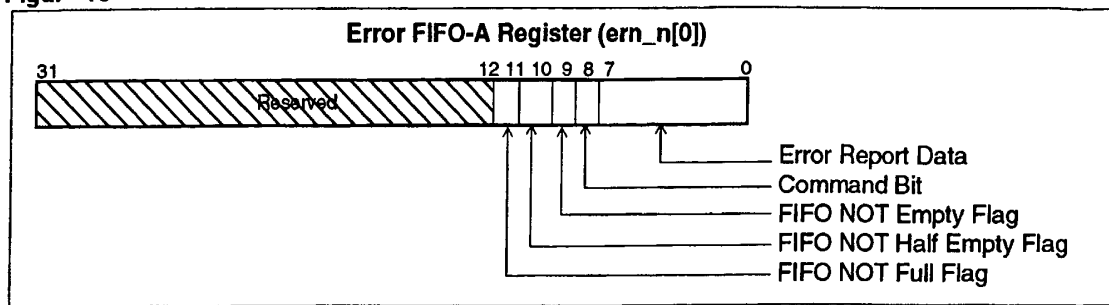 Error FIFO-A Register (ern_n[0])
31 12 11 10 9 8 7 0
Reserved
Error Report Data
Command Bit
FIFO NOT Empty Flag
FIFO NOT Half Empty Flag
FIFO NOT Full Flag